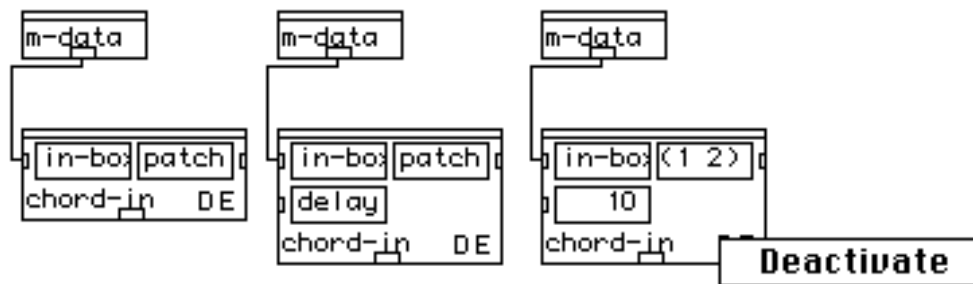 m-data m-data m-data
in-box patch in-box patch in-box (1 2)
delay 10
chord-in DE chord-in DE chord-in
Deactivate